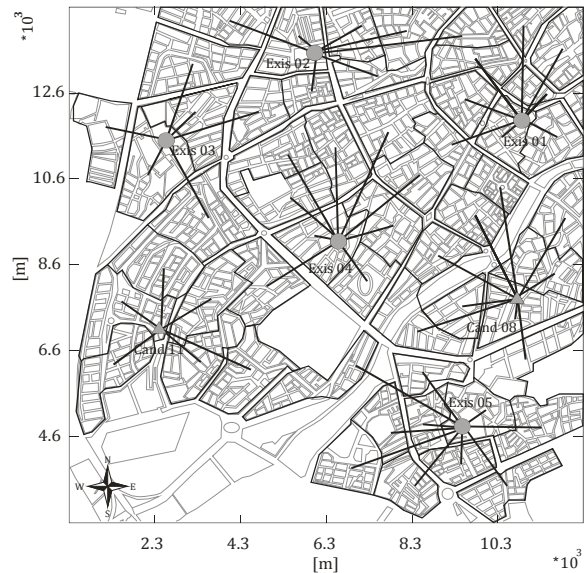 *10³
12.6
10.6
8.6
[m]
6.6
4.6
Exis 02
Exis 01
Exis 03
Exis 04
Cand 08
Cand 11
Exis 05
N
W E
S
2.3 4.3 6.3 8.3 10.3
[m] *10³